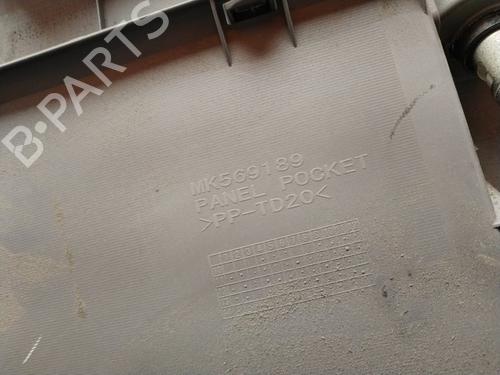 B-PARTS
MK569189
PANEL POCKET
>PP-TD20<